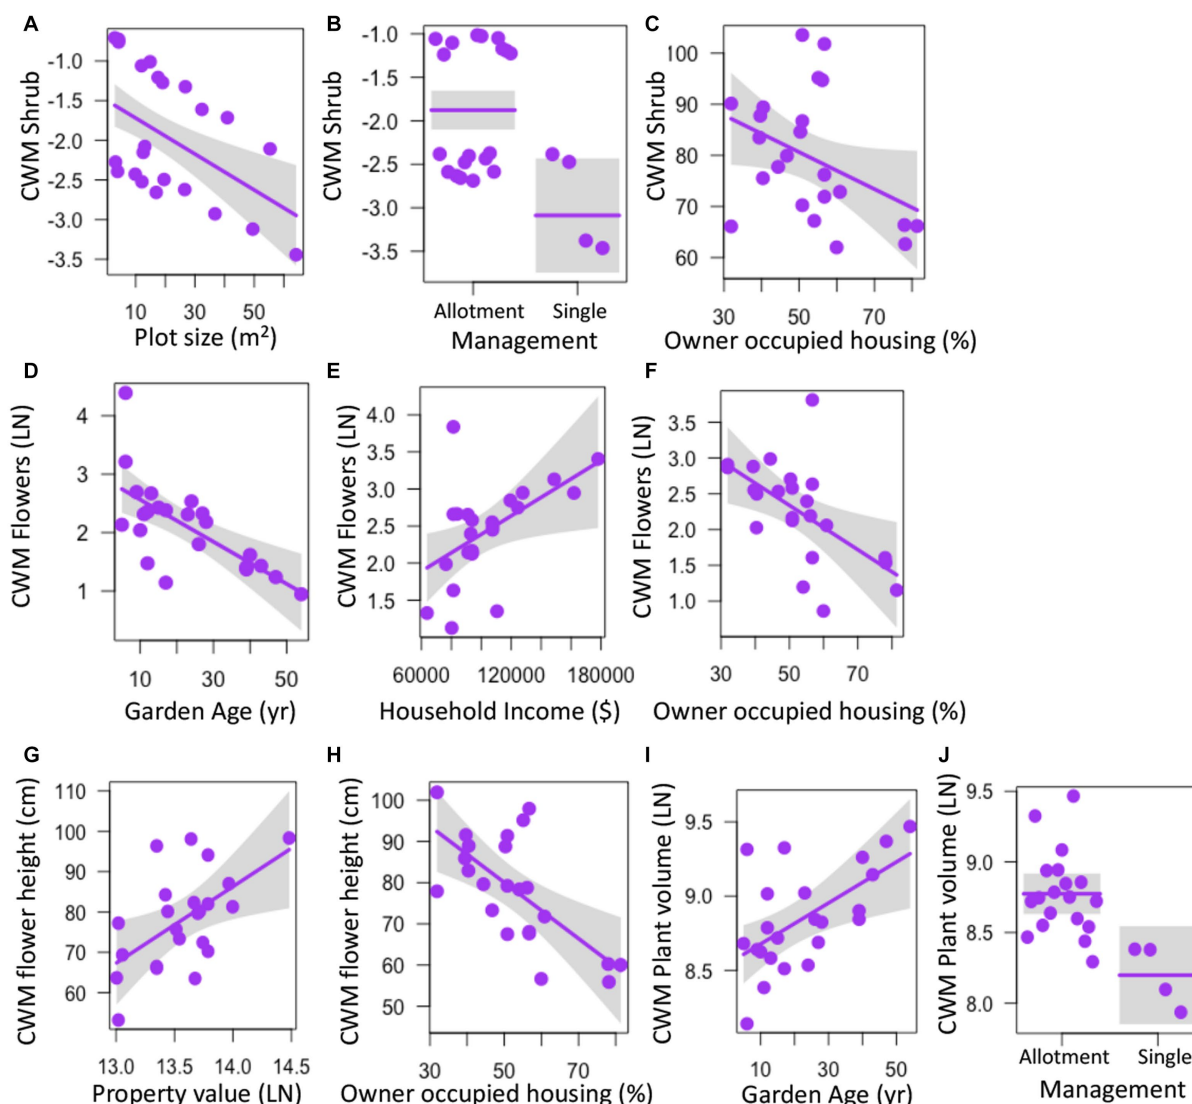 A
CWM Shrub
-1.0
-1.5
-2.0
-2.5
-3.0
-3.5
10 30 50
Plot size (m²)
B
CWM Shrub
-1.0
-1.5
-2.0
-2.5
-3.0
-3.5
Allotment Single
Management
C
CWM Shrub
100
90
80
70
60
30 50 70
Owner occupied housing (%)
D
CWM Flowers (LN)
4
3
2
1
10 30 50
Garden Age (yr)
E
CWM Flowers (LN)
4.0
3.5
3.0
2.5
2.0
1.5
60000 120000 180000
Household Income ($)
F
CWM Flowers (LN)
3.5
3.0
2.5
2.0
1.5
1.0
30 50 70
Owner occupied housing (%)
G
CWM flower height (cm)
110
100
90
80
70
60
13.0 13.5 14.0 14.5
Property value (LN)
H
CWM flower height (cm)
100
90
80
70
60
50
30 50 70
Owner occupied housing (%)
I
CWM Plant volume (LN)
9.5
9.0
8.5
10 30 50
Garden Age (yr)
J
CWM Plant volume (LN)
9.5
9.0
8.5
8.0
Allotment Single
Management